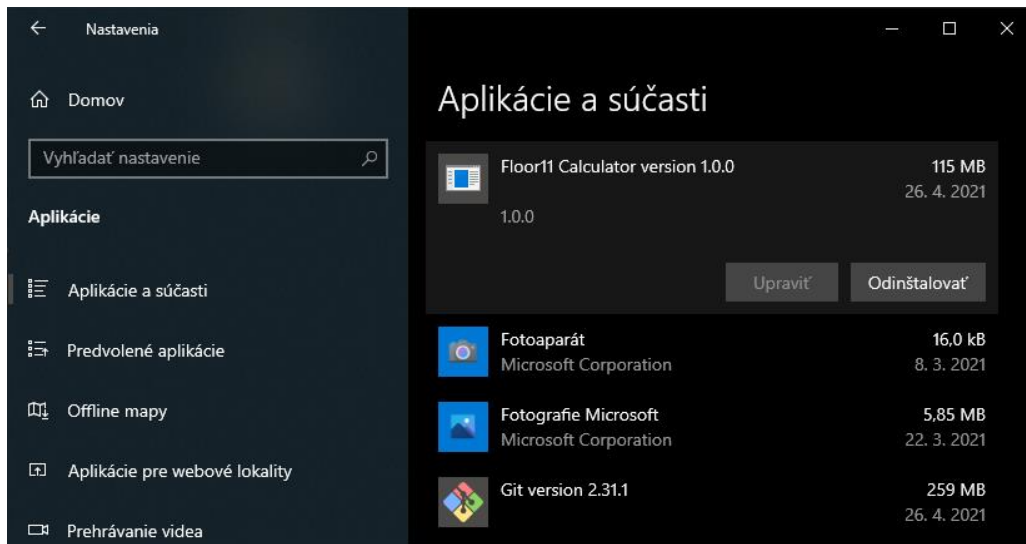 Nastavenia
Domov
Vyhľadať nastavenie
Aplikácie
Aplikácie a súčasti
Predvolené aplikácie
Offline mapy
Aplikácie pre webové lokality
Prehrávanie videa
Aplikácie a súčasti
Floor11 Calculator version 1.0.0 115 MB
26. 4. 2021
1.0.0
Upraviť Odinštalovať
Fotoaparát 16,0 kB
Microsoft Corporation 8. 3. 2021
Fotografie Microsoft 5,85 MB
Microsoft Corporation 22. 3. 2021
Git version 2.31.1 259 MB
26. 4. 2021